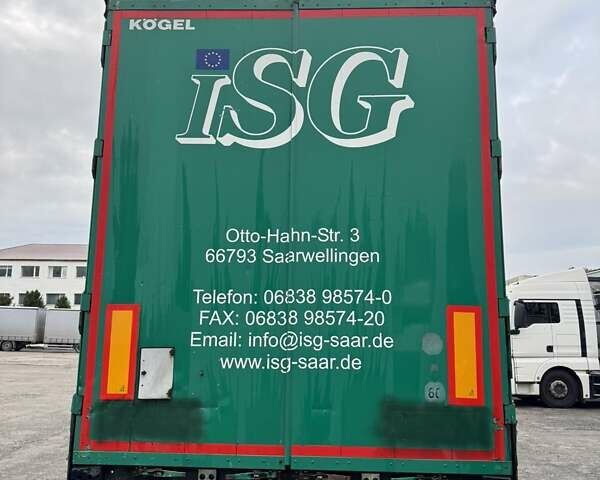 KÖGEL
iSG
Otto-Hahn-Str. 3
66793 Saarwellingen
Telefon: 06838 98574-0
FAX: 06838 98574-20
Email: info@isg-saar.de
www.isg-saar.de